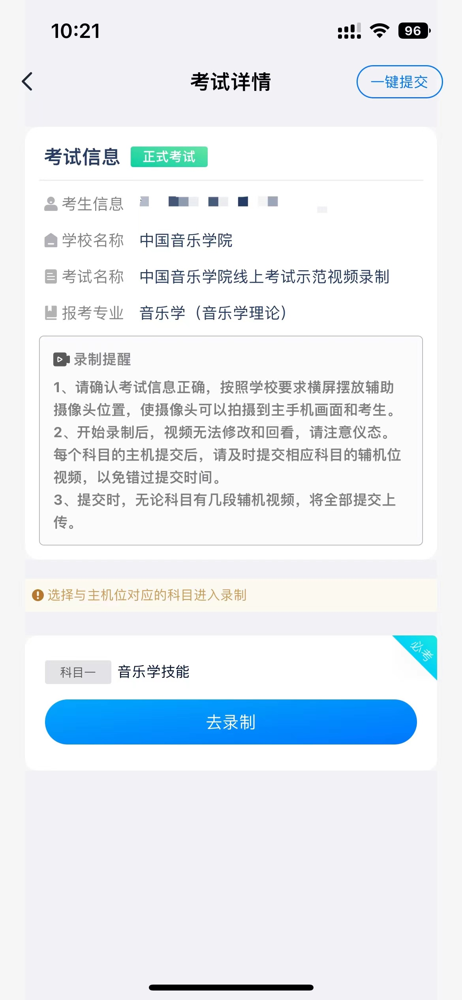 10:21
96
考试详情
一键提交
考试信息
正式考试
考生信息
学校名称 中国音乐学院
考试名称 中国音乐学院线上考试示范视频录制
报考专业 音乐学（音乐学理论）
录制提醒
1、请确认考试信息正确，按照学校要求横屏摆放辅助
摄像头位置，使摄像头可以拍摄到主手机画面和考生。
2、开始录制后，视频无法修改和回看，请注意仪态。
每个科目的主机提交后，请及时提交相应科目的辅机位
视频，以免错过提交时间。
3、提交时，无论科目有几段辅机视频，将全部提交上
传。
选择与主机位对应的科目进入录制
必考
科目一 音乐学技能
去录制